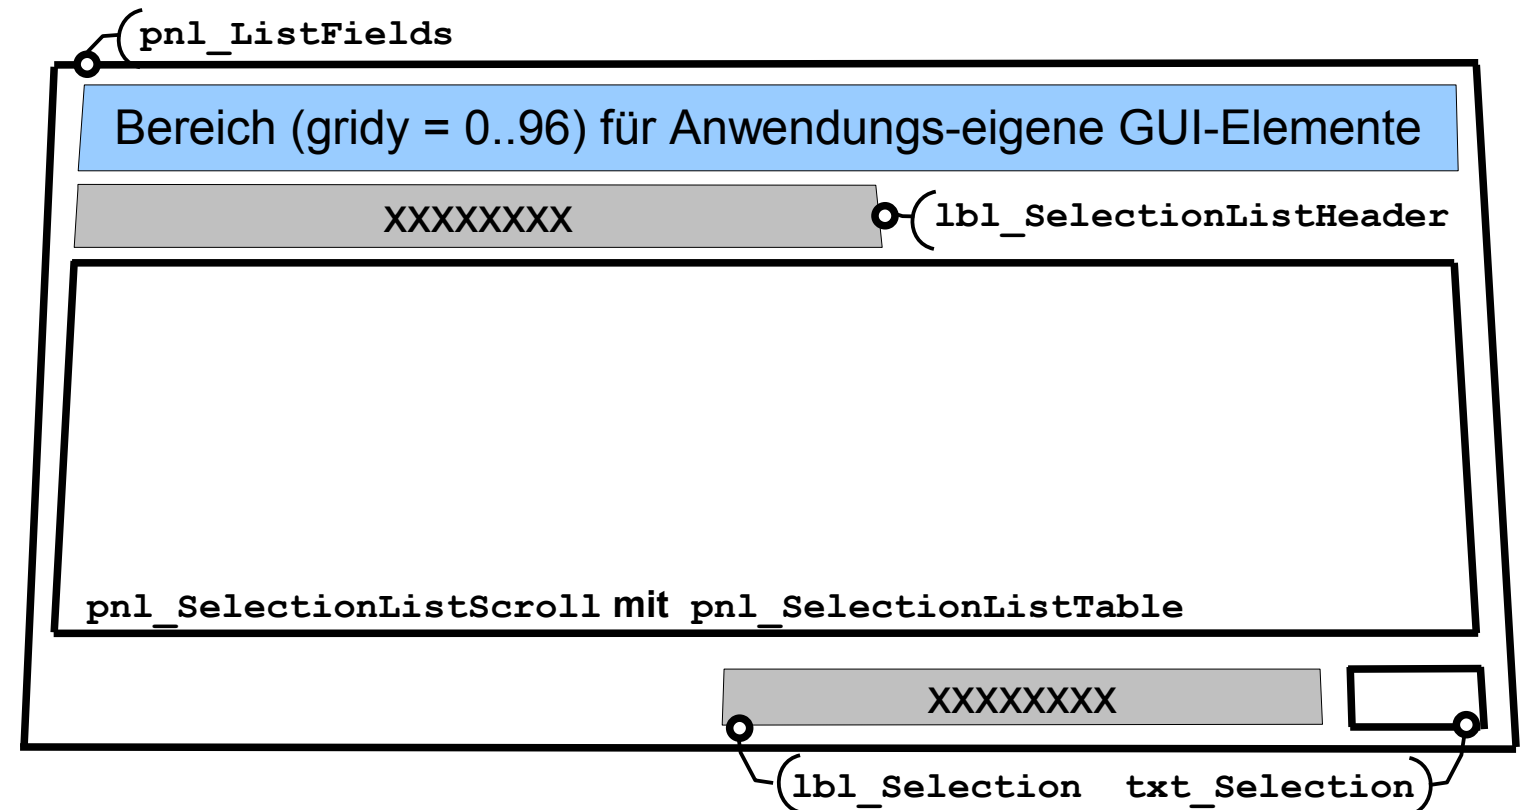 pnl_ListFields
Bereich (gridy = 0..96) für Anwendungs-eigene GUI-Elemente
XXXXXXXX
lbl_SelectionListHeader
pnl_SelectionListScroll mit pnl_SelectionListTable
XXXXXXXX
lbl_Selection txt_Selection